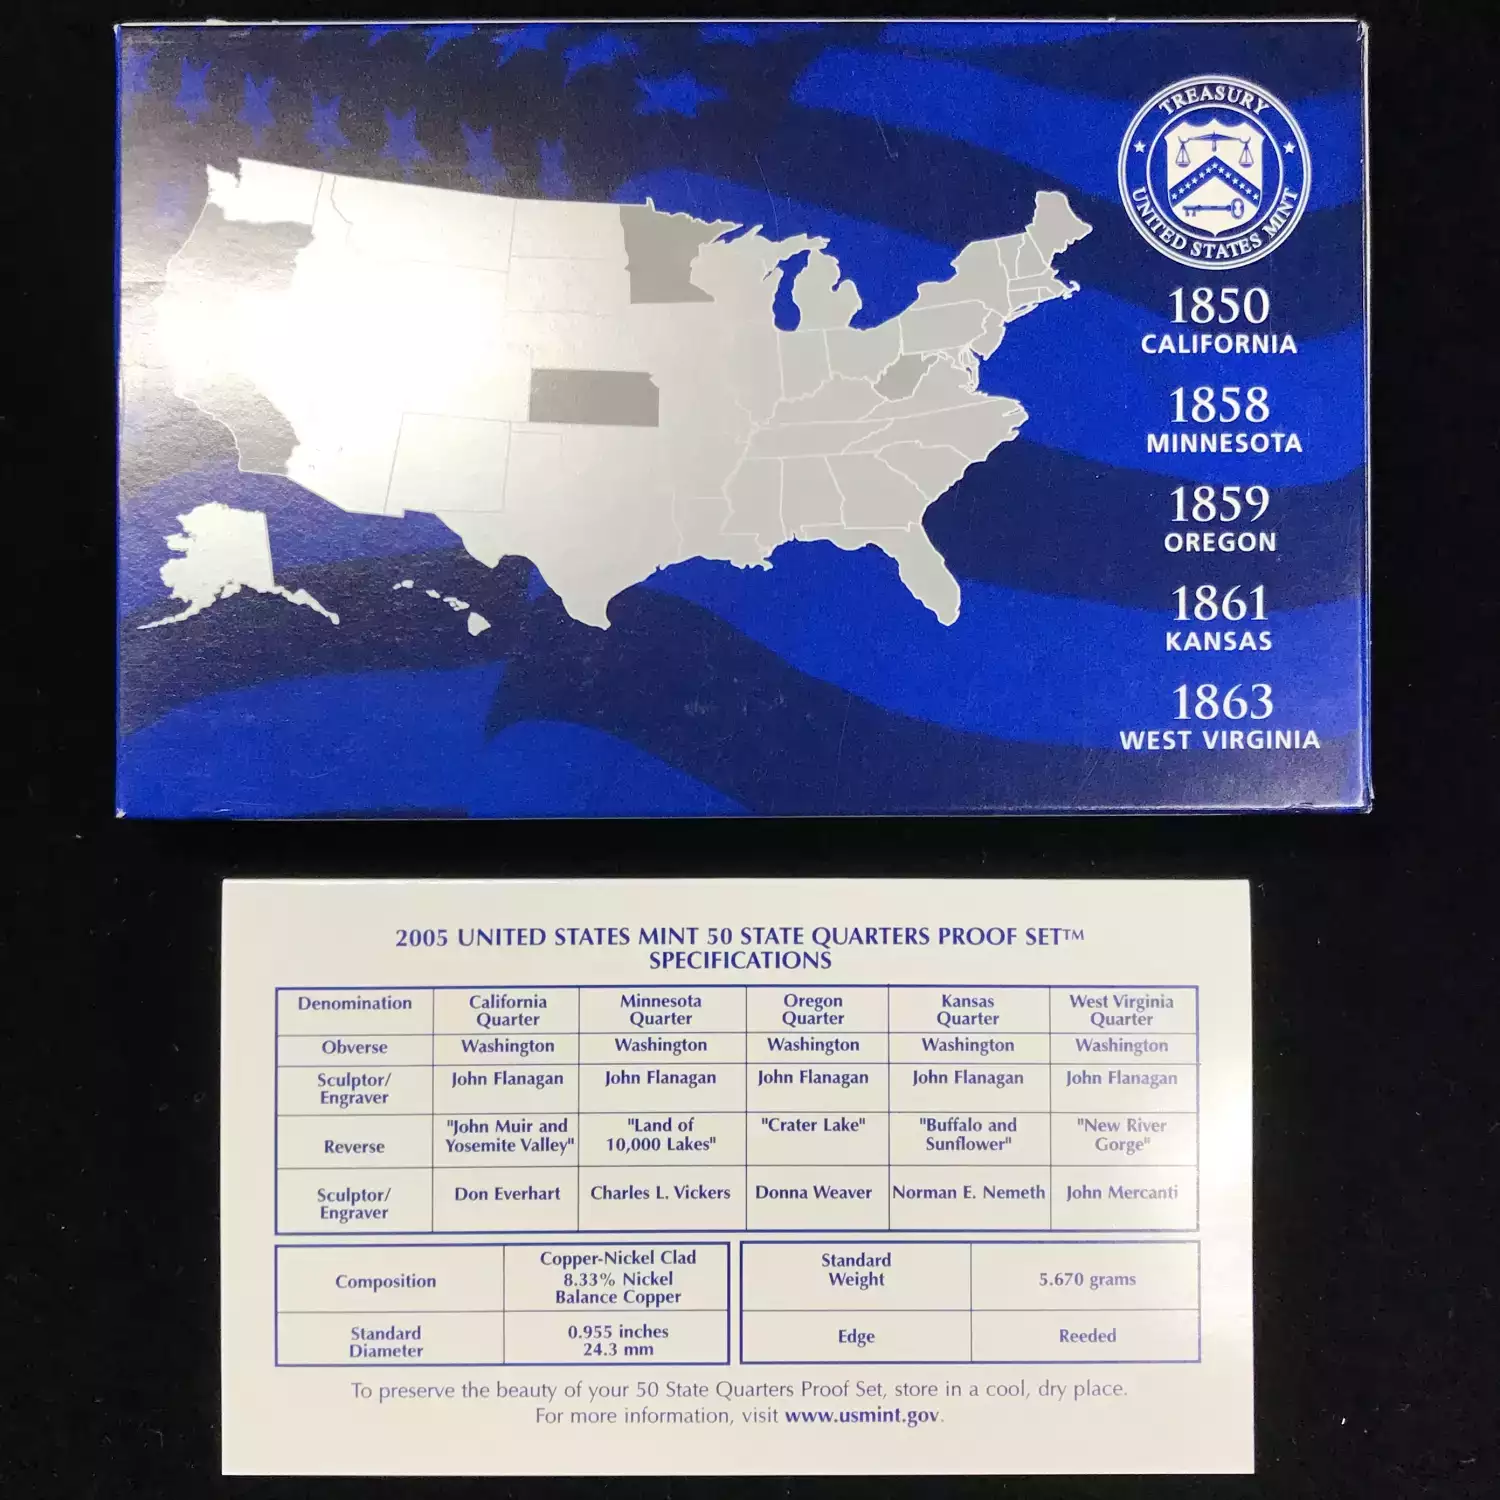 TREASURY
UNITED STATES MINT
1850
CALIFORNIA
1858
MINNESOTA
1859
OREGON
1861
KANSAS
1863
WEST VIRGINIA
2005 UNITED STATES MINT 50 STATE QUARTERS PROOF SET™
SPECIFICATIONS
Denomination
California
Quarter
Minnesota
Quarter
Oregon
Quarter
Kansas
Quarter
West Virginia
Quarter
Obverse
Washington
Washington
Washington
Washington
Washington
Sculptor/
Engraver
John Flanagan
John Flanagan
John Flanagan
John Flanagan
John Flanagan
Reverse
"John Muir and
Yosemite Valley"
"Land of
10,000 Lakes"
"Crater Lake"
"Buffalo and
Sunflower"
"New River
Gorge"
Sculptor/
Engraver
Don Everhart
Charles L. Vickers
Donna Weaver
Norman E. Nemeth
John Mercanti
Composition
Copper-Nickel Clad
8.33% Nickel
Balance Copper
Standard
Diameter
0.955 inches
24.3 mm
Standard
Weight
5.670 grams
Edge
Reeded
To preserve the beauty of your 50 State Quarters Proof Set, store in a cool, dry place.
For more information, visit www.usmint.gov.